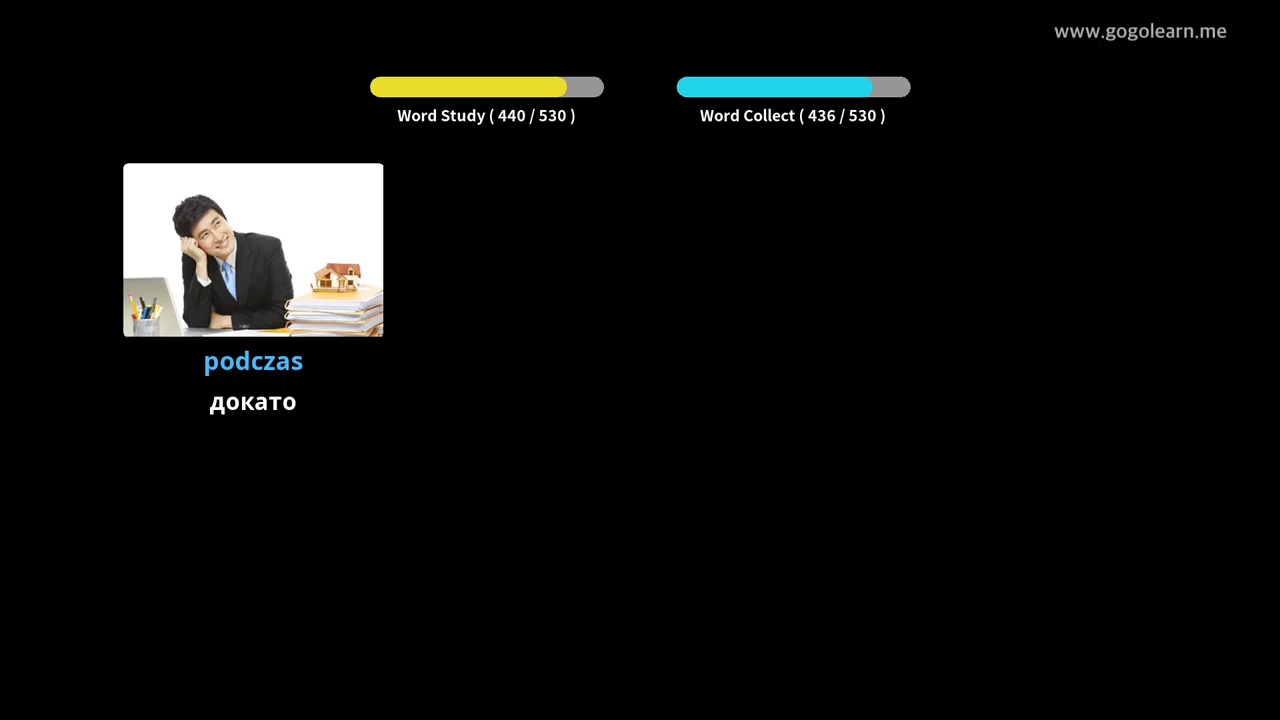 www.gogolearn.me
Word Study ( 440 / 530 )
Word Collect ( 436 / 530 )
podczas
докато